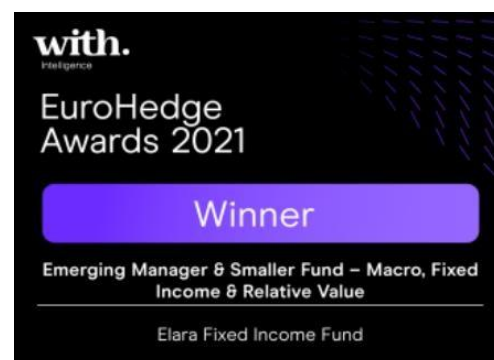 with.
Intelligence
EuroHedge
Awards 2021
Winner
Emerging Manager & Smaller Fund – Macro, Fixed
Income & Relative Value
Elara Fixed Income Fund